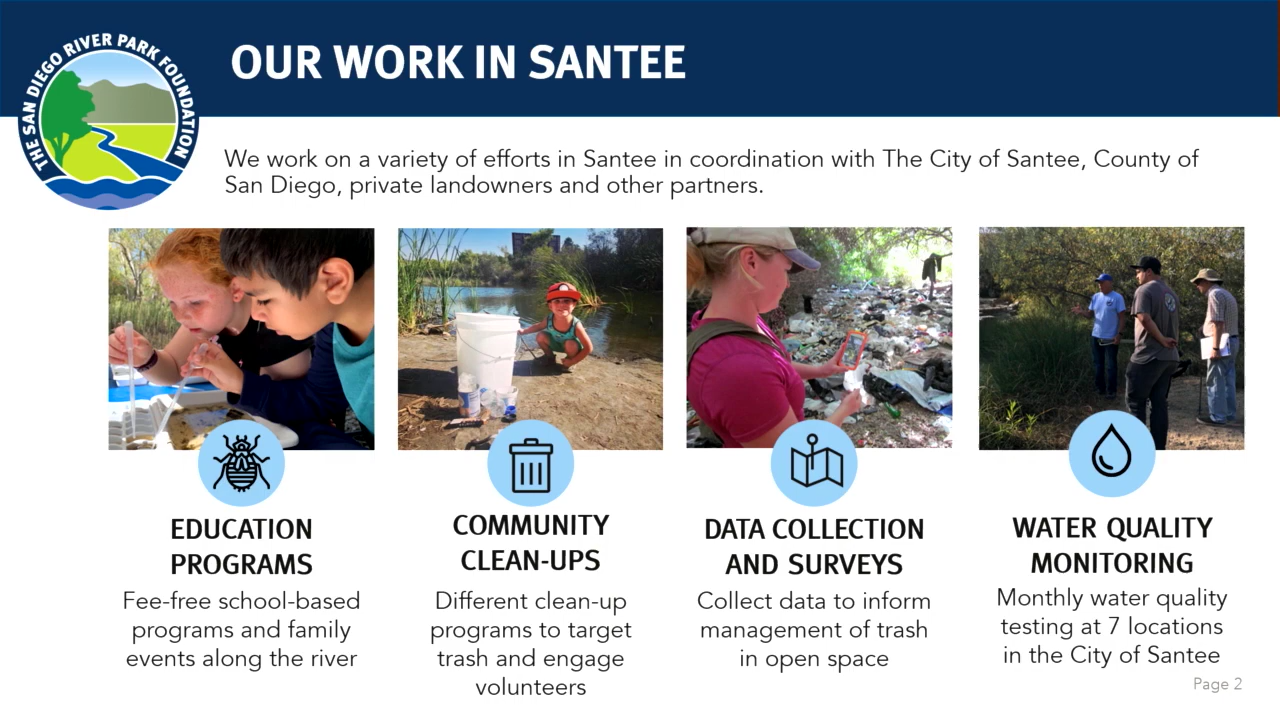 THE SAN DIEGO RIVER PARK FOUNDATION
OUR WORK IN SANTEE
We work on a variety of efforts in Santee in coordination with The City of Santee, County of
San Diego, private landowners and other partners.
EDUCATION
PROGRAMS
Fee-free school-based
programs and family
events along the river
COMMUNITY
CLEAN-UPS
Different clean-up
programs to target
trash and engage
volunteers
DATA COLLECTION
AND SURVEYS
Collect data to inform
management of trash
in open space
WATER QUALITY
MONITORING
Monthly water quality
testing at 7 locations
in the City of Santee
Page 2